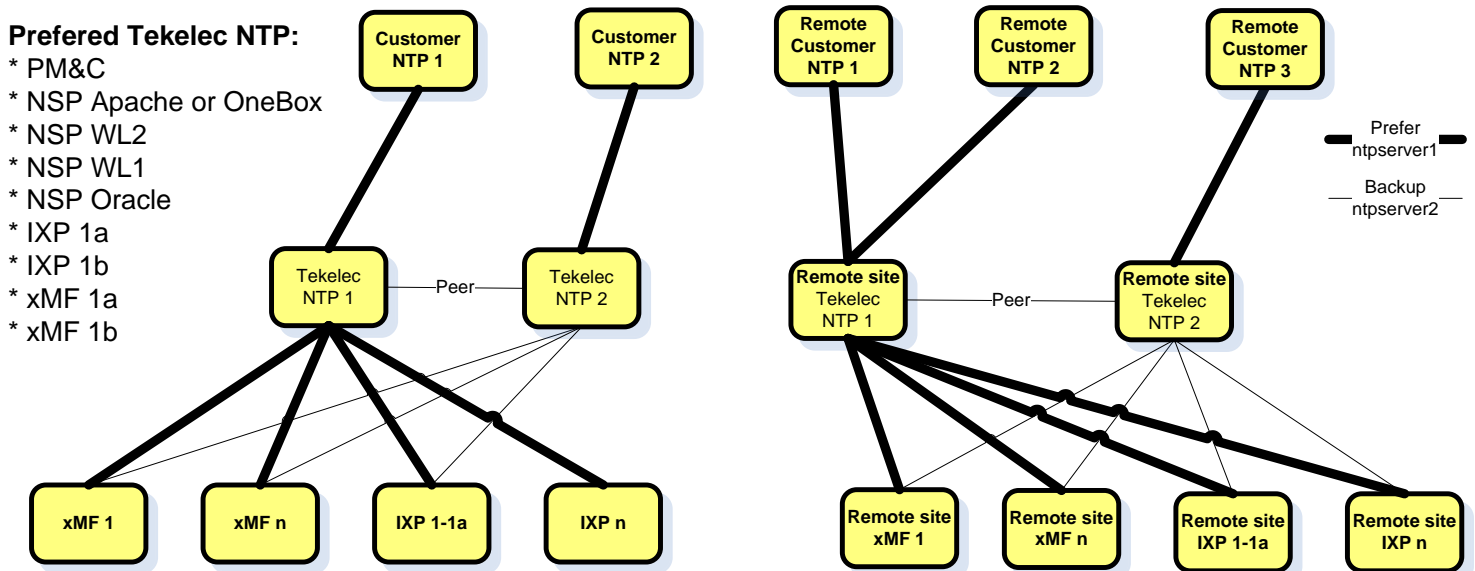 Prefered Tekelec NTP:
* PM&C
* NSP Apache or OneBox
* NSP WL2
* NSP WL1
* NSP Oracle
* IXP 1a
* IXP 1b
* xMF 1a
* xMF 1b
Customer
NTP 1
Customer
NTP 2
Tekelec
NTP 1
Peer
Tekelec
NTP 2
xMF 1
xMF n
IXP 1-1a
IXP n
Remote
Customer
NTP 1
Remote
Customer
NTP 2
Remote
Customer
NTP 3
Prefer
ntpserver1
Backup
ntpserver2
Remote site
Tekelec
NTP 1
Peer
Remote site
Tekelec
NTP 2
Remote site
xMF 1
Remote site
xMF n
Remote site
IXP 1-1a
Remote site
IXP n